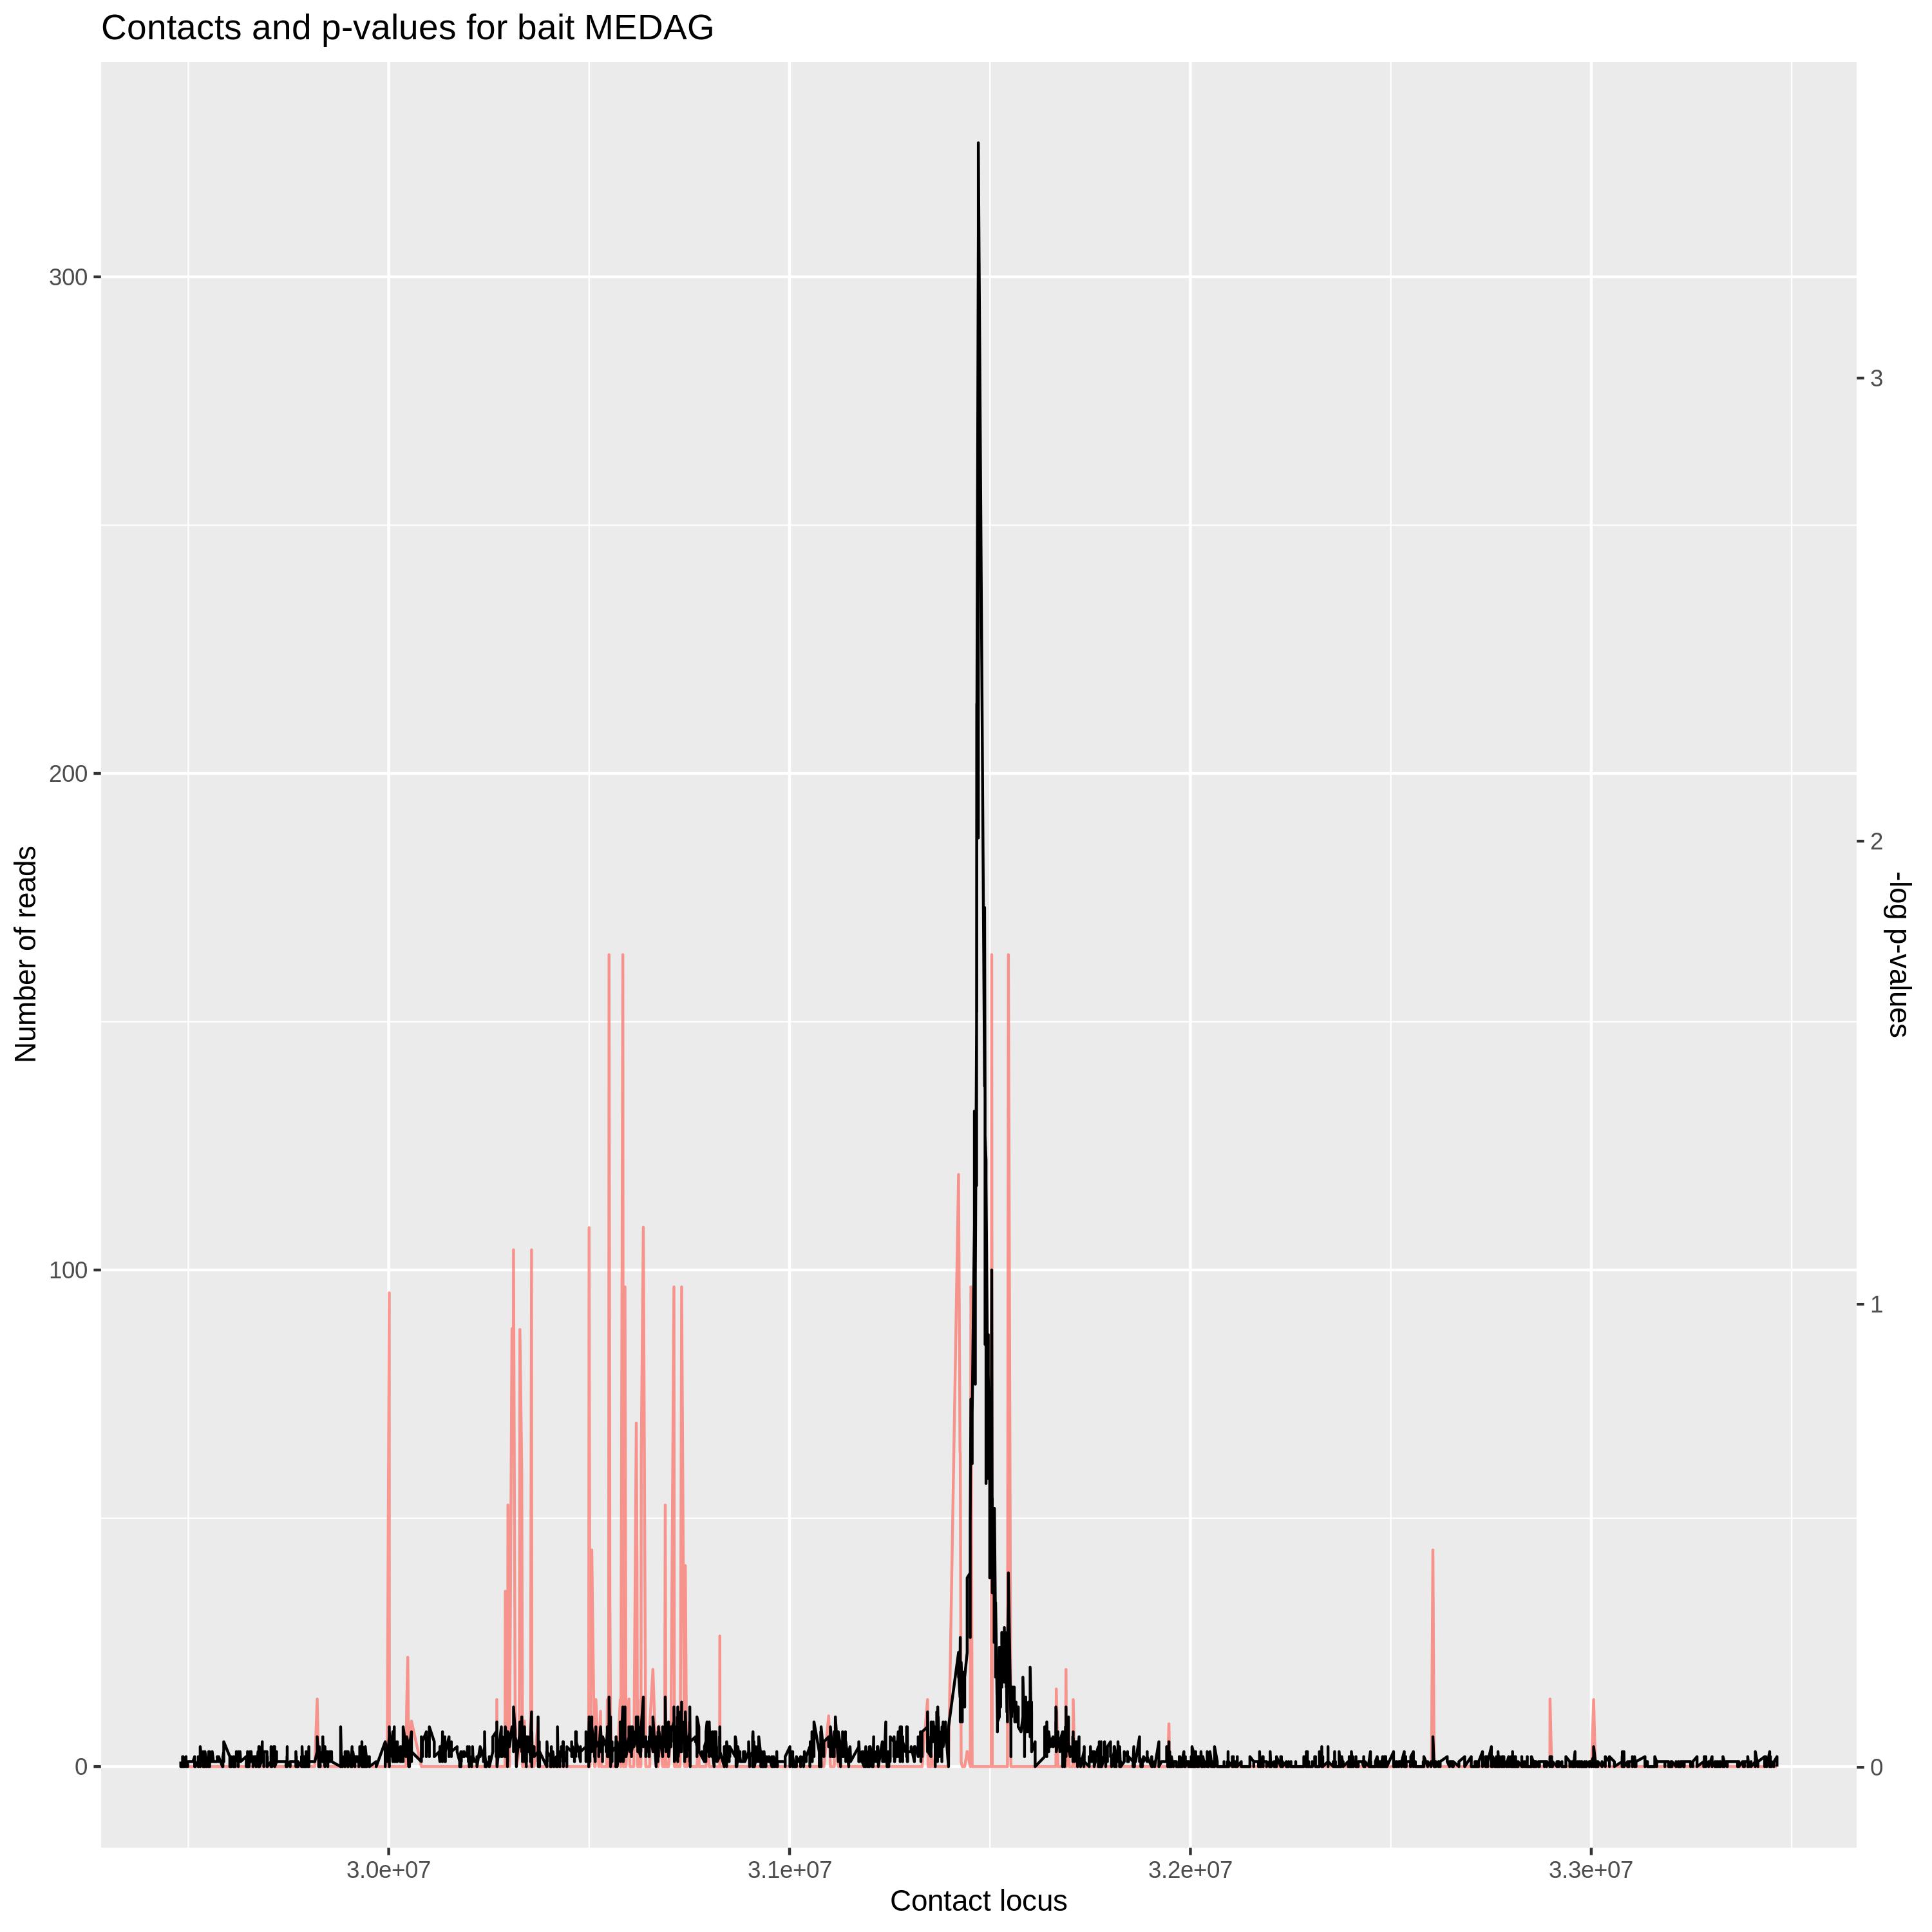 Contacts and p-values for bait MEDAG
Number of reads
300
200
100
0
3
2
1
0
-log p-values
3.0e+07 3.1e+07 3.2e+07 3.3e+07
Contact locus